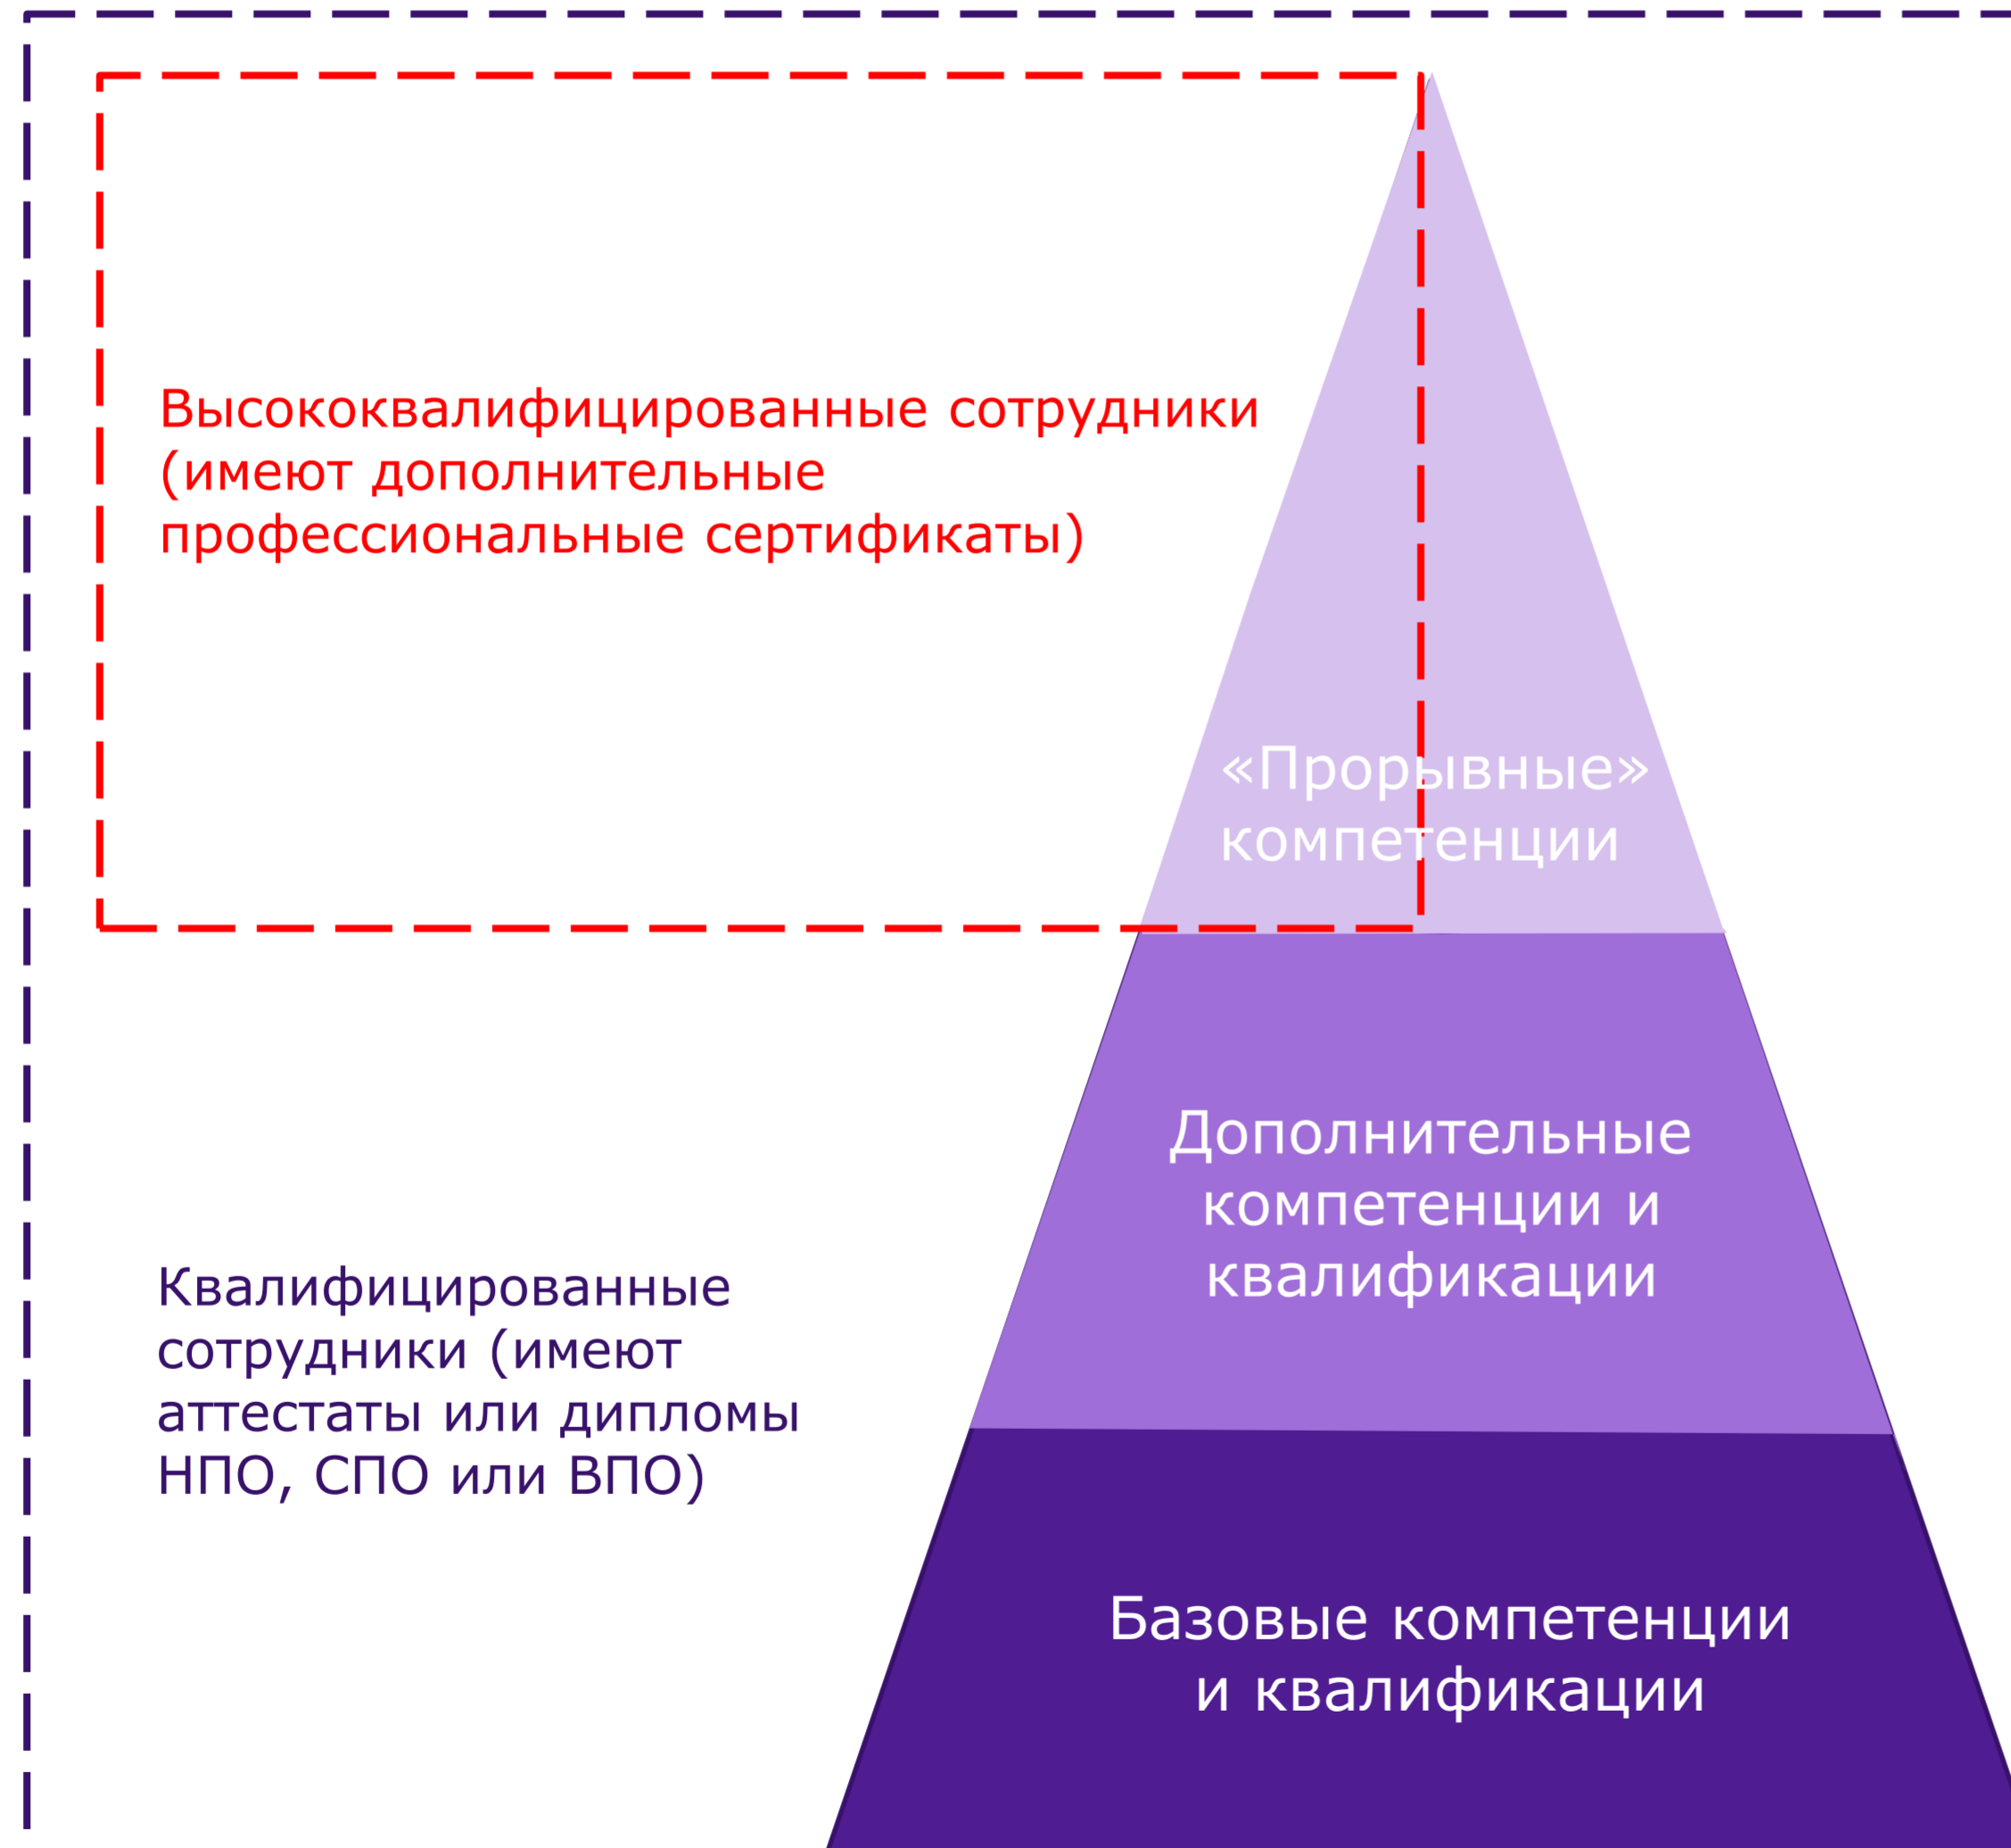 Высококвалифицированные сотрудники
(имеют дополнительные
профессиональные сертификаты)
«Прорывные»
компетенции
Дополнительные
компетенции и
квалификации
Квалифицированные
сотрудники (имеют
аттестаты или дипломы
НПО, СПО или ВПО)
Базовые компетенции
и квалификации